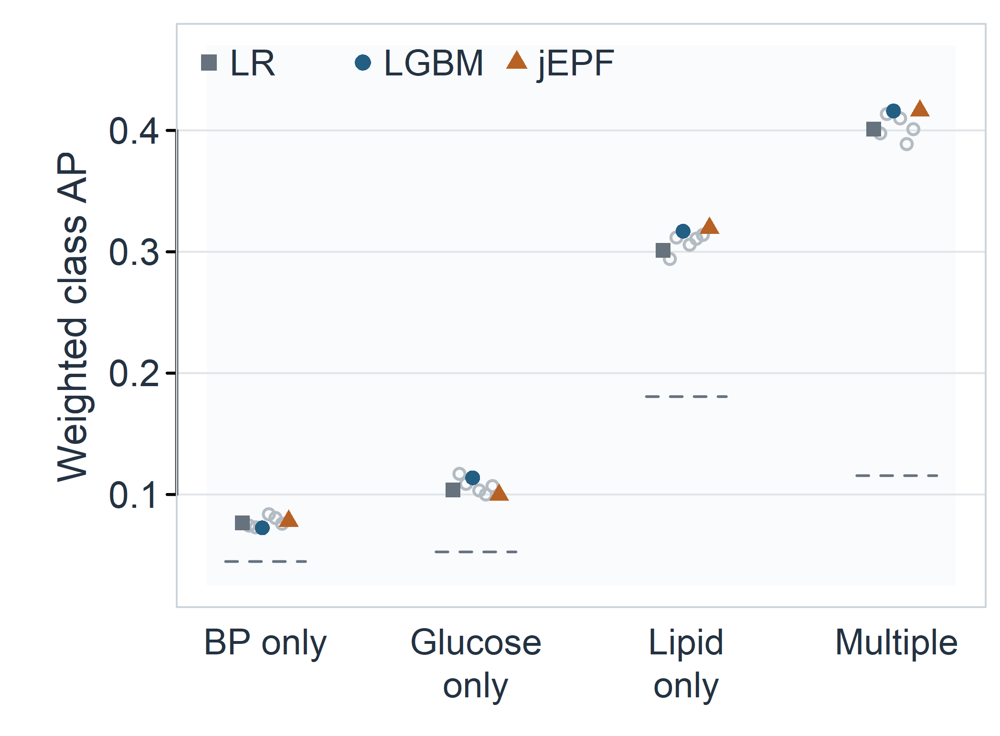 LR LGBM jEPF
Weighted class AP
0.4
0.3
0.2
0.1
BP only Glucose only Lipid only Multiple